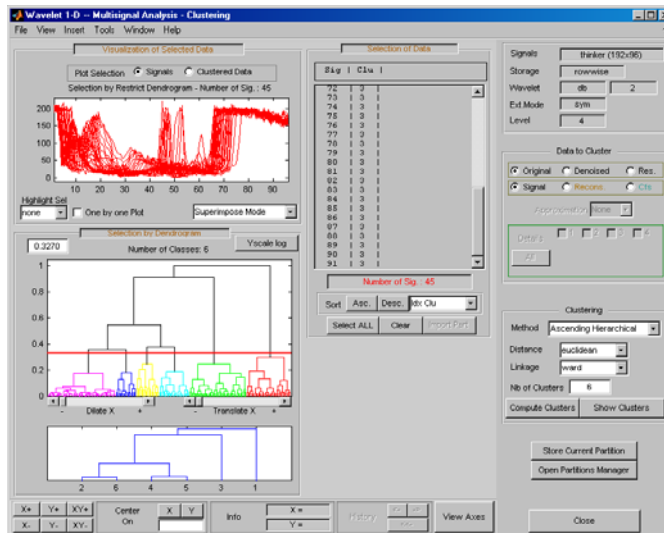 Wavelet 1-D -- Multisignal Analysis - Clustering
File View Insert Tools Window Help
Visualization of Selected Data
Plot Selection Signals Clustered Data
Selection by Restrict Dendrogram - Number of Sig. : 45
200
150
100
50
10 20 30 40 50 60 70 80 90
Highlight Sel
none One by one Plot Superimpose Mode
Selection by Dendrogram
0.3270 Number of Classes: 6 Yscale log
1
0.8
0.6
0.4
0.2
0
- Dilate X + - Translate X +
2 6 4 5 3 1
Selection of Data
Sig | Clu |
72 | 3 |
73 | 3 |
74 | 3 |
75 | 3 |
76 | 3 |
77 | 3 |
78 | 3 |
79 | 3 |
80 | 3 |
81 | 3 |
82 | 3 |
83 | 3 |
84 | 3 |
85 | 3 |
86 | 3 |
87 | 3 |
88 | 3 |
89 | 3 |
90 | 3 |
91 | 3 |
Number of Sig. : 45
Sort Asc. Desc. Idx Clu
Select ALL Clear Import Part
Signals thinker (192x96)
Storage rowwise
Wavelet db 2
Ext.Mode sym
Level 4
Data to Cluster
Original Denoized Res.
Signal Recons. Cfs
Approximation None
Details 1 2 3 4
All
Clustering
Method Ascending Hierarchical
Distance euclidean
Linkage ward
Nb of Clusters 6
Compute Clusters Show Clusters
Store Current Partition
Open Partitions Manager
Close
X+ Y+ XY+
X- Y- XY-
Center On X Y
Info X =
Y =
History <- ->
<<-
View Axes